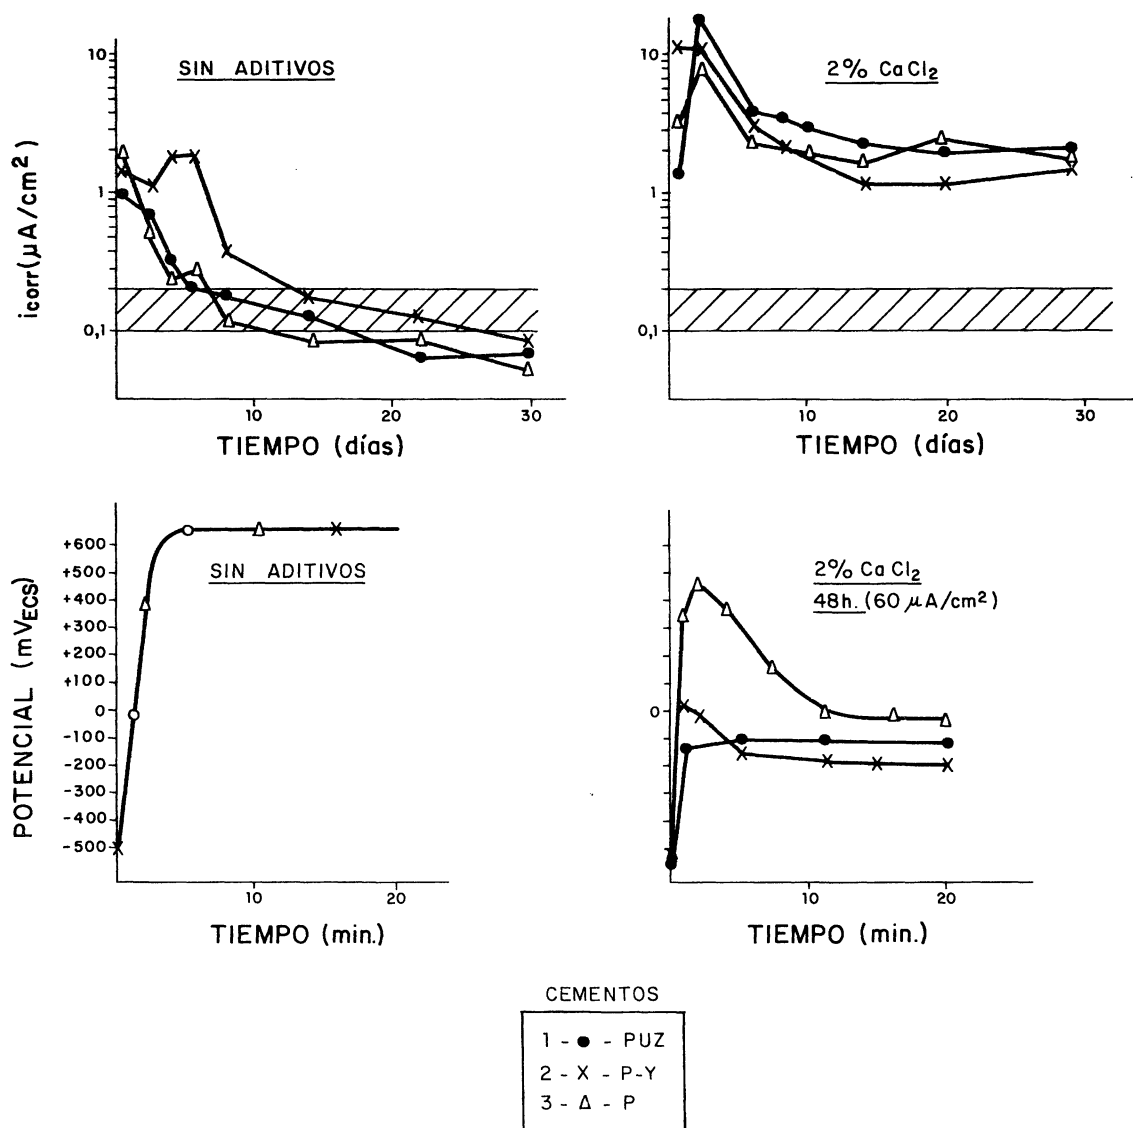 SIN ADITIVOS
10
1
0,1
icorr(μA/cm²)
10 20 30
TIEMPO (días)
2% CaCl₂
10
1
0,1
10 20 30
TIEMPO (días)
SIN ADITIVOS
+600
+500
+400
+300
+200
+100
0
-100
-200
-300
-400
-500
POTENCIAL (mVECS)
10 20
TIEMPO (min.)
2% CaCl₂
48h. (60 μA/cm²)
0
10 20
TIEMPO (min.)
CEMENTOS
1 - ● - PUZ
2 - X - P-Y
3 - Δ - P